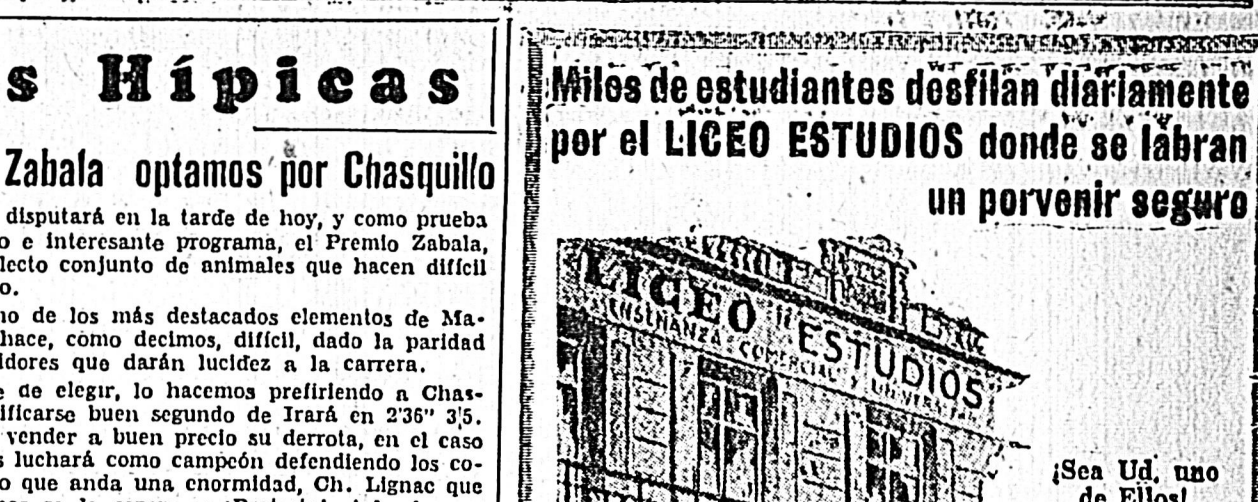 s Hípicas
Zabala optamos por Chasquillo
disputará en la tarde de hoy, y como prueba
o e interesante programa, el Premio Zabala,
lecto conjunto de animales que hacen difícil
o.
no de los más destacados elementos de Ma-
hace, como decimos, difícil, dado la paridad
idores que darán lucidez a la carrera.
e de elegir, lo hacemos prefiriendo a Chas-
ificarse buen segundo de Irará en 2'36" 3|5.
vender a buen precio su derrota, en el caso
s luchará como campeón defendiendo los co-
o que anda una enormidad, Ch. Lignac que
Miles de estudiantes desfilan diariamente
por el LICEO ESTUDIOS donde se labran
un porvenir seguro
LICEO "ESTUDIOS
ENSEÑANZA COMERCIAL Y UNIVERSITARIA
¡Sea Ud. uno
de Ellos!